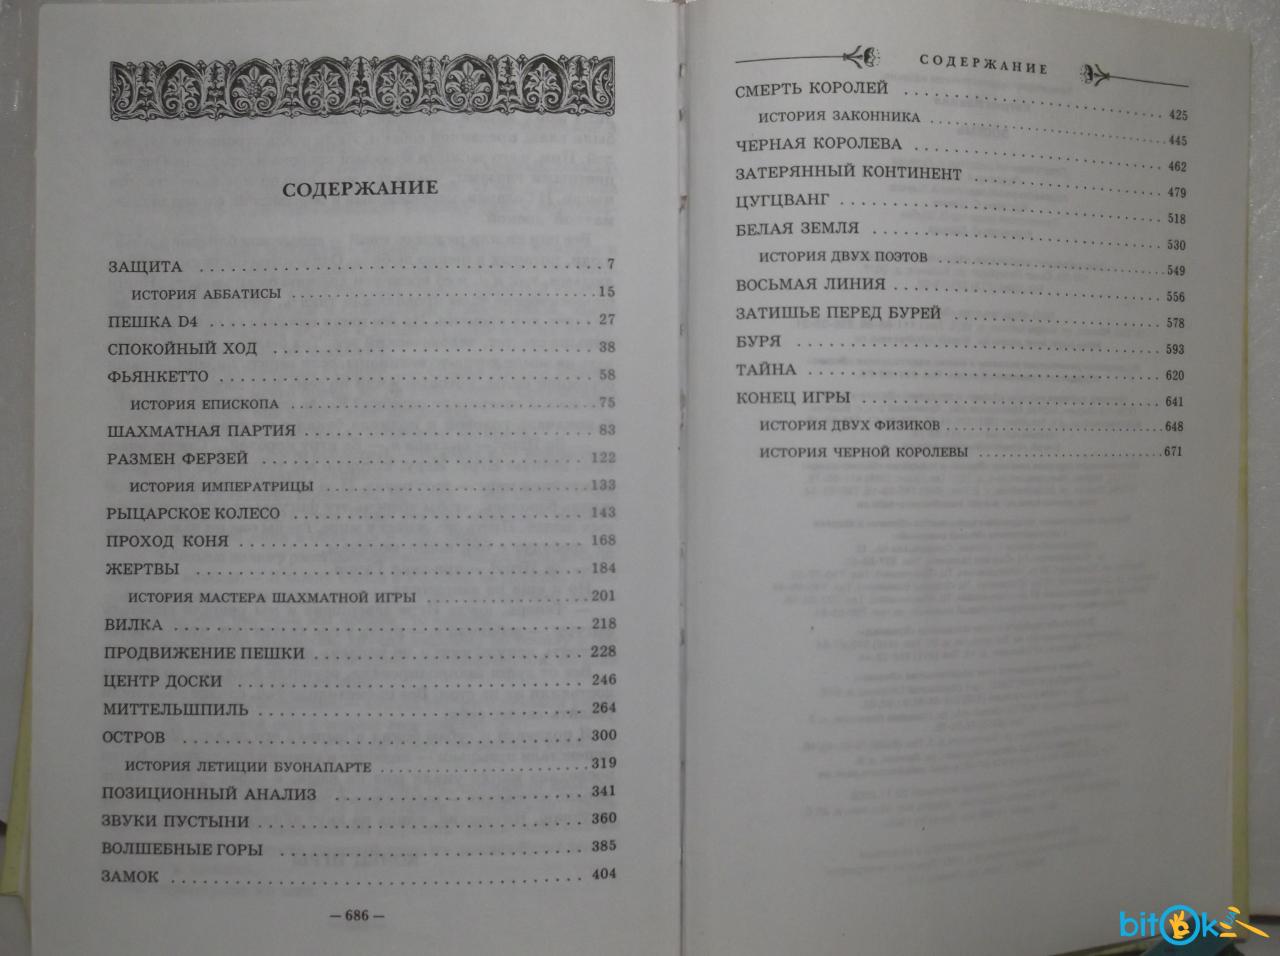 СОДЕРЖАНИЕ
ЗАЩИТА . . . . . . . . . . 7
ИСТОРИЯ АББАТИСЫ . . . . . . . . . . 15
ПЕШКА D4 . . . . . . . . . . 27
СПОКОЙНЫЙ ХОД . . . . . . . . . . 38
ФЬЯНКЕТТО . . . . . . . . . . 58
ИСТОРИЯ ЕПИСКОПА . . . . . . . . . . 75
ШАХМАТНАЯ ПАРТИЯ . . . . . . . . . . 83
РАЗМЕН ФЕРЗЕЙ . . . . . . . . . . 122
ИСТОРИЯ ИМПЕРАТРИЦЫ . . . . . . . . . . 133
РЫЦАРСКОЕ КОЛЕСО . . . . . . . . . . 143
ПРОХОД КОНЯ . . . . . . . . . . 168
ЖЕРТВЫ . . . . . . . . . . 184
ИСТОРИЯ МАСТЕРА ШАХМАТНОЙ ИГРЫ . . . . . . . . . . 201
ВИЛКА . . . . . . . . . . 218
ПРОДВИЖЕНИЕ ПЕШКИ . . . . . . . . . . 228
ЦЕНТР ДОСКИ . . . . . . . . . . 246
МИТТЕЛЬШПИЛЬ . . . . . . . . . . 264
ОСТРОВ . . . . . . . . . . 300
ИСТОРИЯ ЛЕТИЦИИ БУОНАПАРТЕ . . . . . . . . . . 319
ПОЗИЦИОННЫЙ АНАЛИЗ . . . . . . . . . . 341
ЗВУКИ ПУСТЫНИ . . . . . . . . . . 360
ВОЛШЕБНЫЕ ГОРЫ . . . . . . . . . . 385
ЗАМОК . . . . . . . . . . 404
— 686 —
СОДЕРЖАНИЕ
СМЕРТЬ КОРОЛЕЙ . . . . . . . . . . 425
ИСТОРИЯ ЗАКОННИКА . . . . . . . . . . 445
ЧЕРНАЯ КОРОЛЕВА . . . . . . . . . . 462
ЗАТЕРЯННЫЙ КОНТИНЕНТ . . . . . . . . . . 479
ЦУГЦВАНГ . . . . . . . . . . 518
БЕЛАЯ ЗЕМЛЯ . . . . . . . . . . 530
ИСТОРИЯ ДВУХ ПОЭТОВ . . . . . . . . . . 549
ВОСЬМАЯ ЛИНИЯ . . . . . . . . . . 556
ЗАТИШЬЕ ПЕРЕД БУРЕЙ . . . . . . . . . . 578
БУРЯ . . . . . . . . . . 593
ТАЙНА . . . . . . . . . . 620
КОНЕЦ ИГРЫ . . . . . . . . . . 641
ИСТОРИЯ ДВУХ ФИЗИКОВ . . . . . . . . . . 648
ИСТОРИЯ ЧЕРНОЙ КОРОЛЕВЫ . . . . . . . . . . 671
bitOk